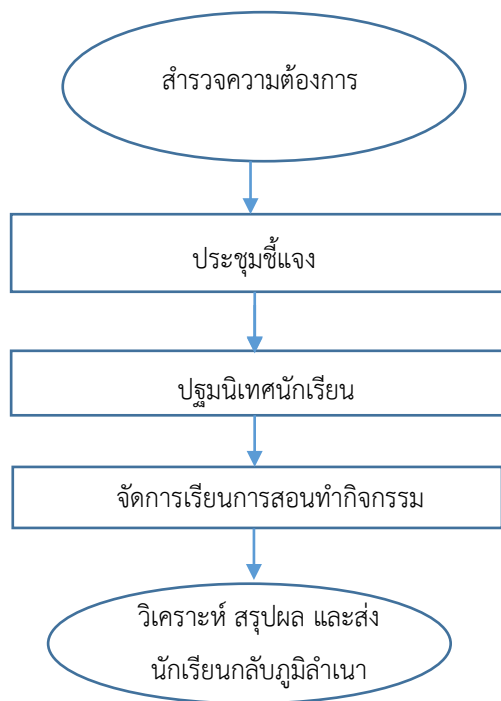 สำรวจความต้องการ
ประชุมชี้แจง
ปฐมนิเทศนักเรียน
จัดการเรียนการสอนทำกิจกรรม
วิเคราะห์ สรุปผล และส่ง
นักเรียนกลับภูมิลำเนา